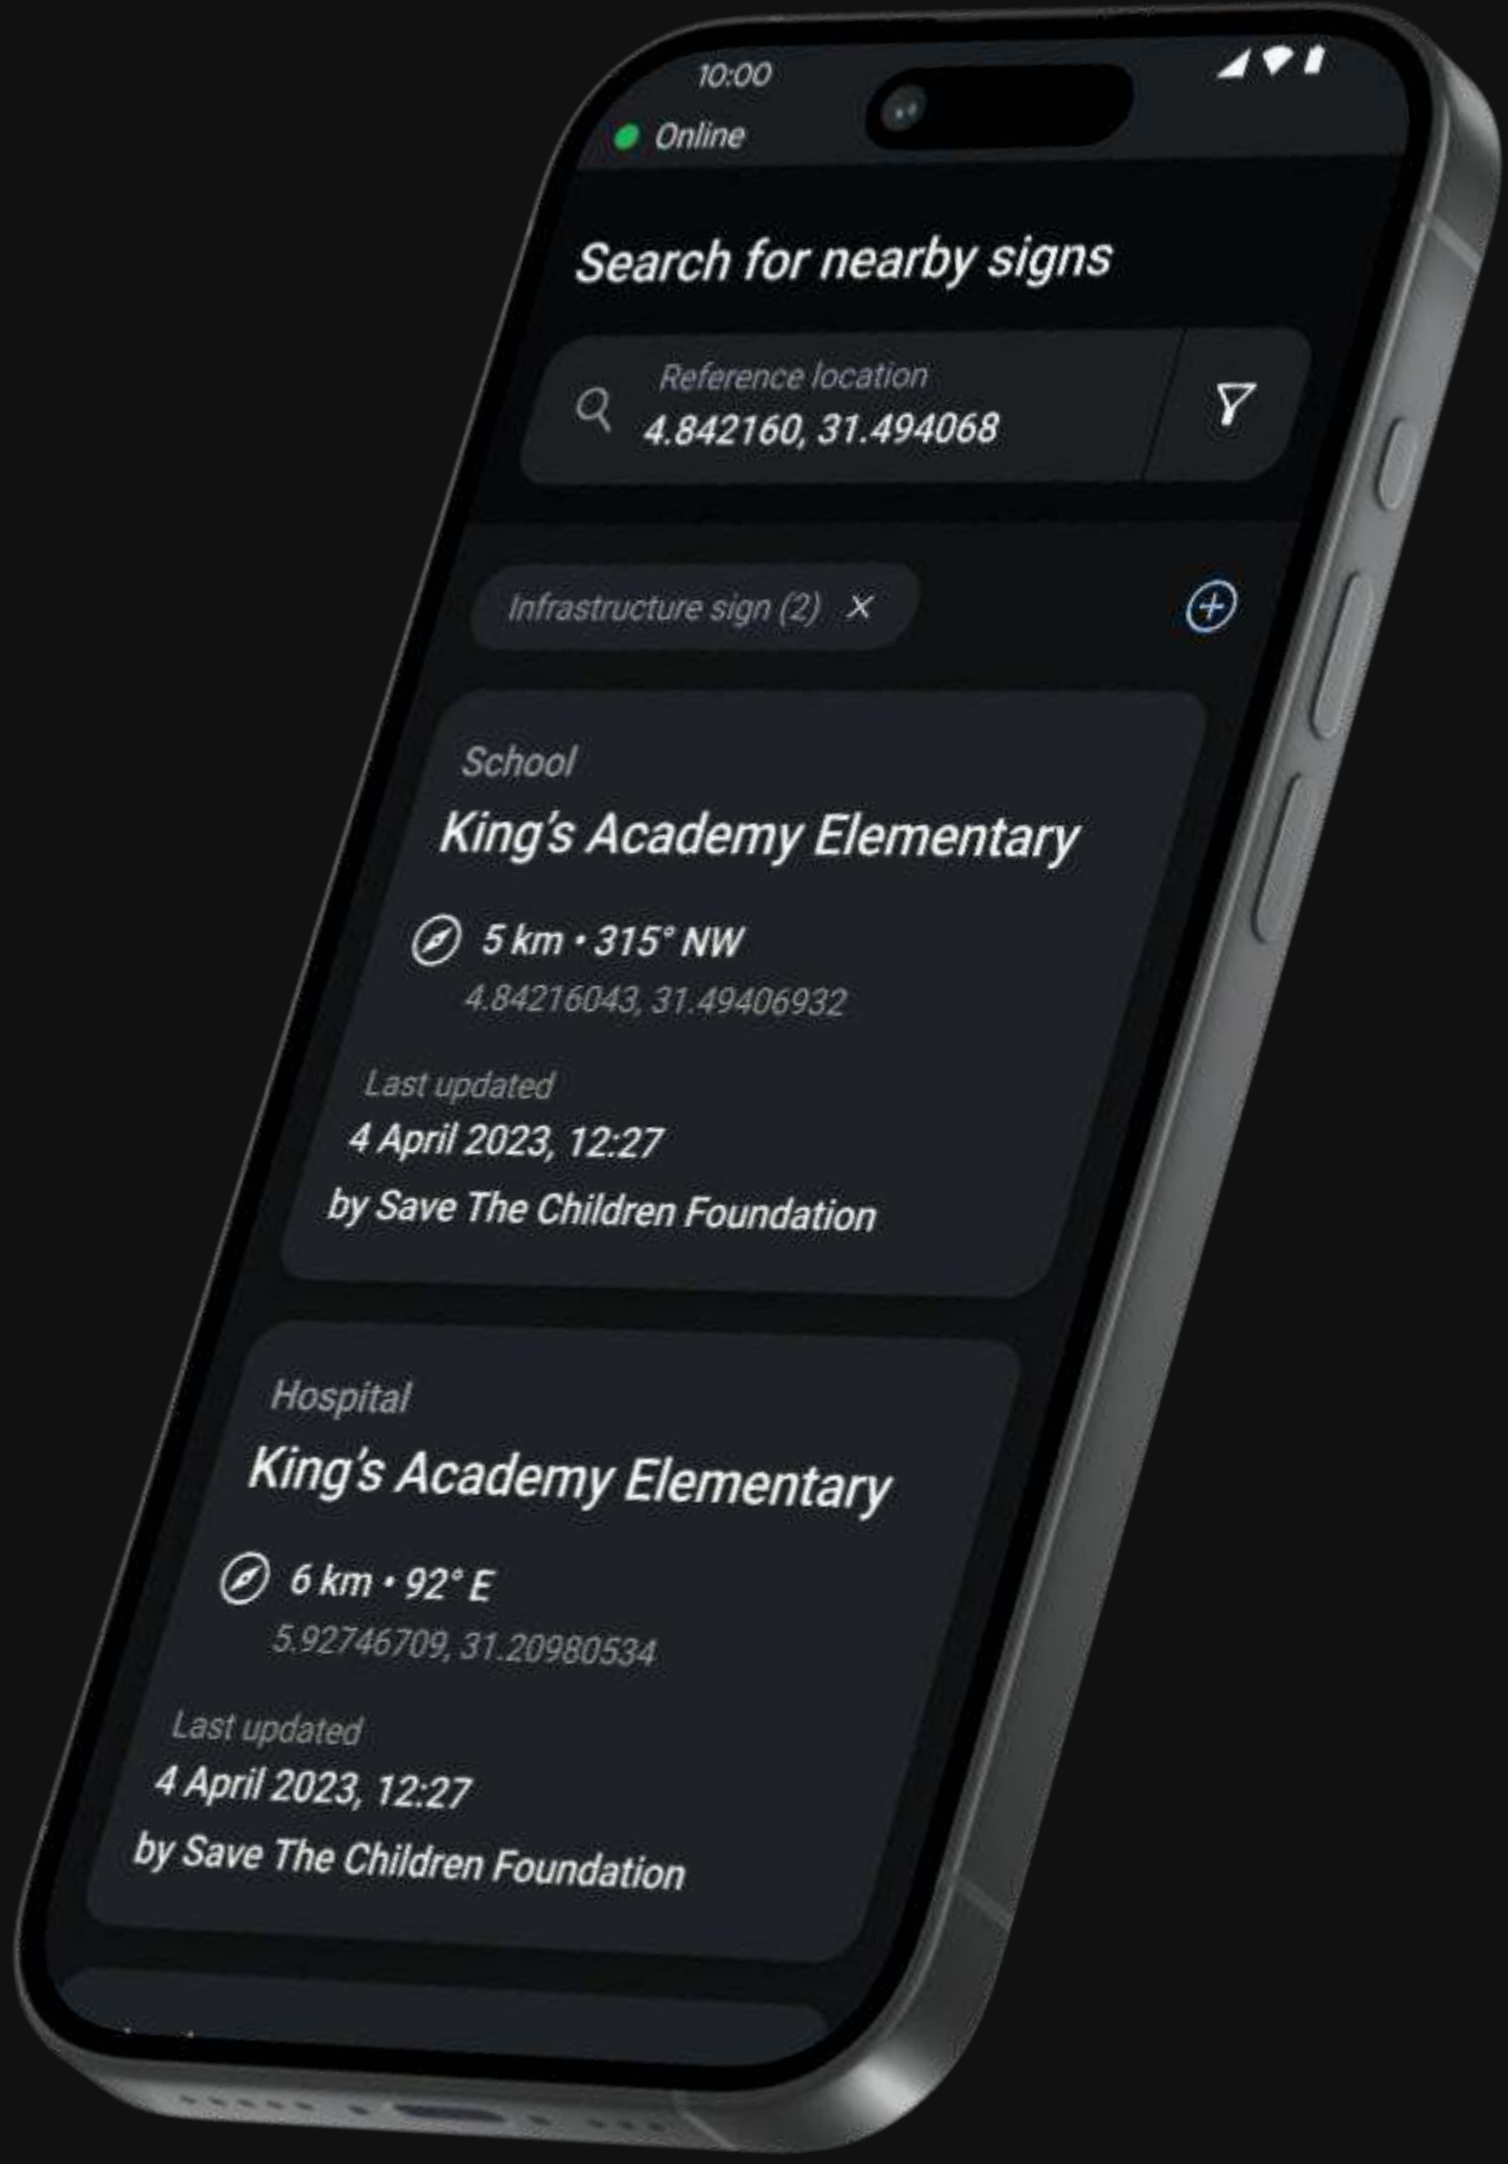 10:00
Online
Search for nearby signs
Reference location
4.842160, 31.494068
Infrastructure sign (2)
School
King's Academy Elementary
5 km • 315° NW
4.84216043, 31.49406932
Last updated
4 April 2023, 12:27
by Save The Children Foundation
Hospital
King's Academy Elementary
6 km • 92° E
5.92746709, 31.20980534
Last updated
4 April 2023, 12:27
by Save The Children Foundation